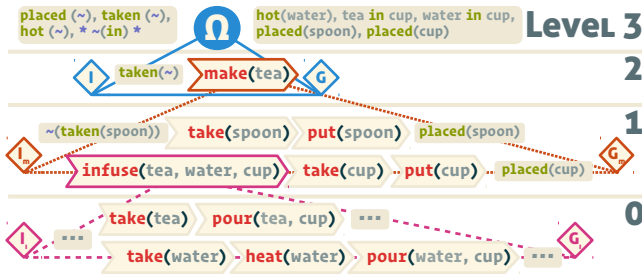 placed (~), taken (~),
hot (~), * ~(in) *
Ω
hot(water), tea in cup, water in cup,
placed(spoon), placed(cup)
Level 3
I
taken(~)
make(tea)
G
2
~(taken(spoon))
take(spoon)
put(spoon)
placed(spoon)
1
Im
infuse(tea, water, cup)
take(cup)
put(cup)
placed(cup)
Gm
take(tea)
pour(tea, cup)
...
0
Ii
...
take(water)
heat(water)
pour(water, cup)
...
Gi